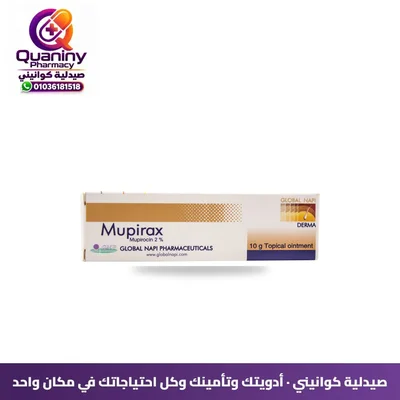 Quaniny
Pharmacy
صيدلية كوانيني
01036181518
GLOBAL NAPI
DERMA
Mupirax
Mupirocin 2 %
GLOBAL NAPI PHARMACEUTICALS
www.globalnapi.com
10 g Topical ointment
صيدلية كوانيني - أدويتك وتأمينك وكل احتياجاتك في مكان واحد